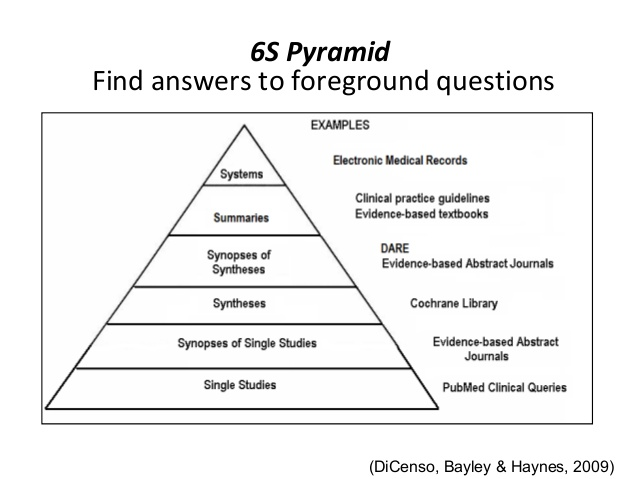 6S Pyramid
Find answers to foreground questions
EXAMPLES
Systems
Electronic Medical Records
Summaries
Clinical practice guidelines
Evidence-based textbooks
Synopses of
Syntheses
DARE
Evidence-based Abstract Journals
Syntheses
Cochrane Library
Synopses of Single Studies
Evidence-based Abstract
Journals
Single Studies
PubMed Clinical Queries
(DiCenso, Bayley & Haynes, 2009)